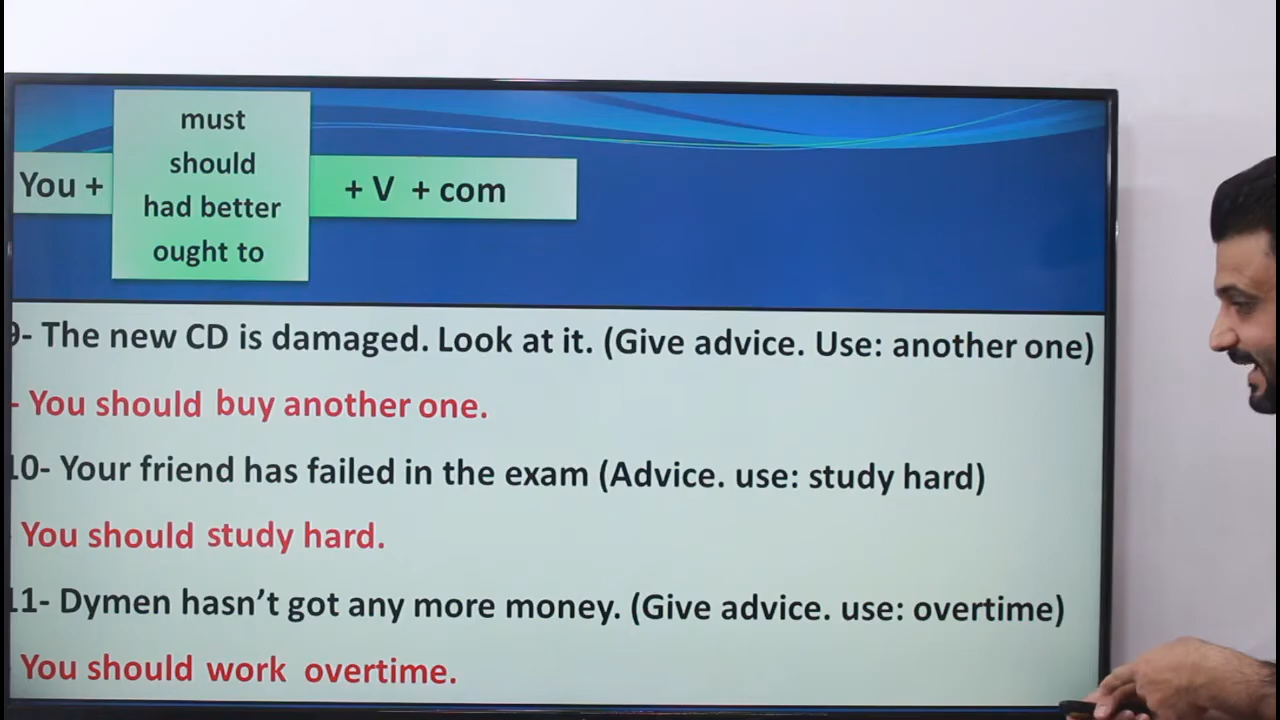 must
should
had better
ought to
You +
+ V + com
9- The new CD is damaged. Look at it. (Give advice. Use: another one)
- You should buy another one.
10- Your friend has failed in the exam (Advice. use: study hard)
You should study hard.
11- Dymen hasn't got any more money. (Give advice. use: overtime)
You should work overtime.